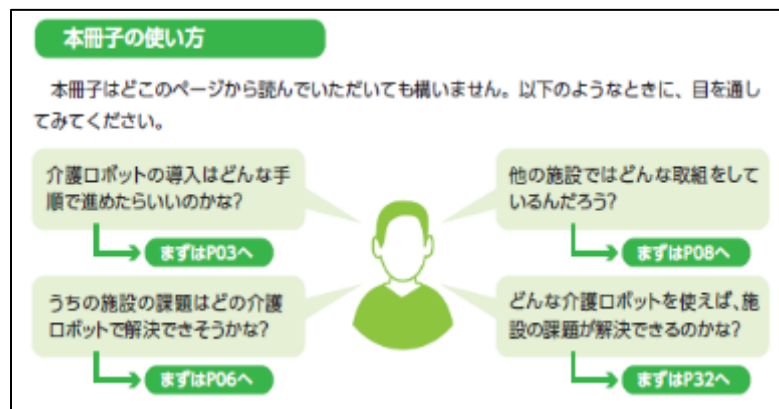 本冊子の使い方
本冊子はどこのページから読んでいただいても構いません。以下のようなときに、目を通し
てみてください。
介護ロボットの導入はどんな手
順で進めたらいいのかな?
まずはP03へ
他の施設ではどんな取組をして
いるんだろう?
まずはP08へ
うちの施設の課題はどの介護
ロボットで解決できそうかな?
まずはP06へ
どんな介護ロボットを使えば、施
設の課題が解決できるのかな?
まずはP32へ